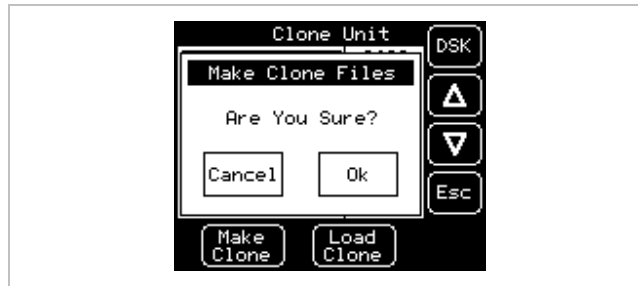 Clone Unit
DSK
Make Clone Files
Are You Sure?
Cancel
Ok
Esc
Make
Clone
Load
Clone